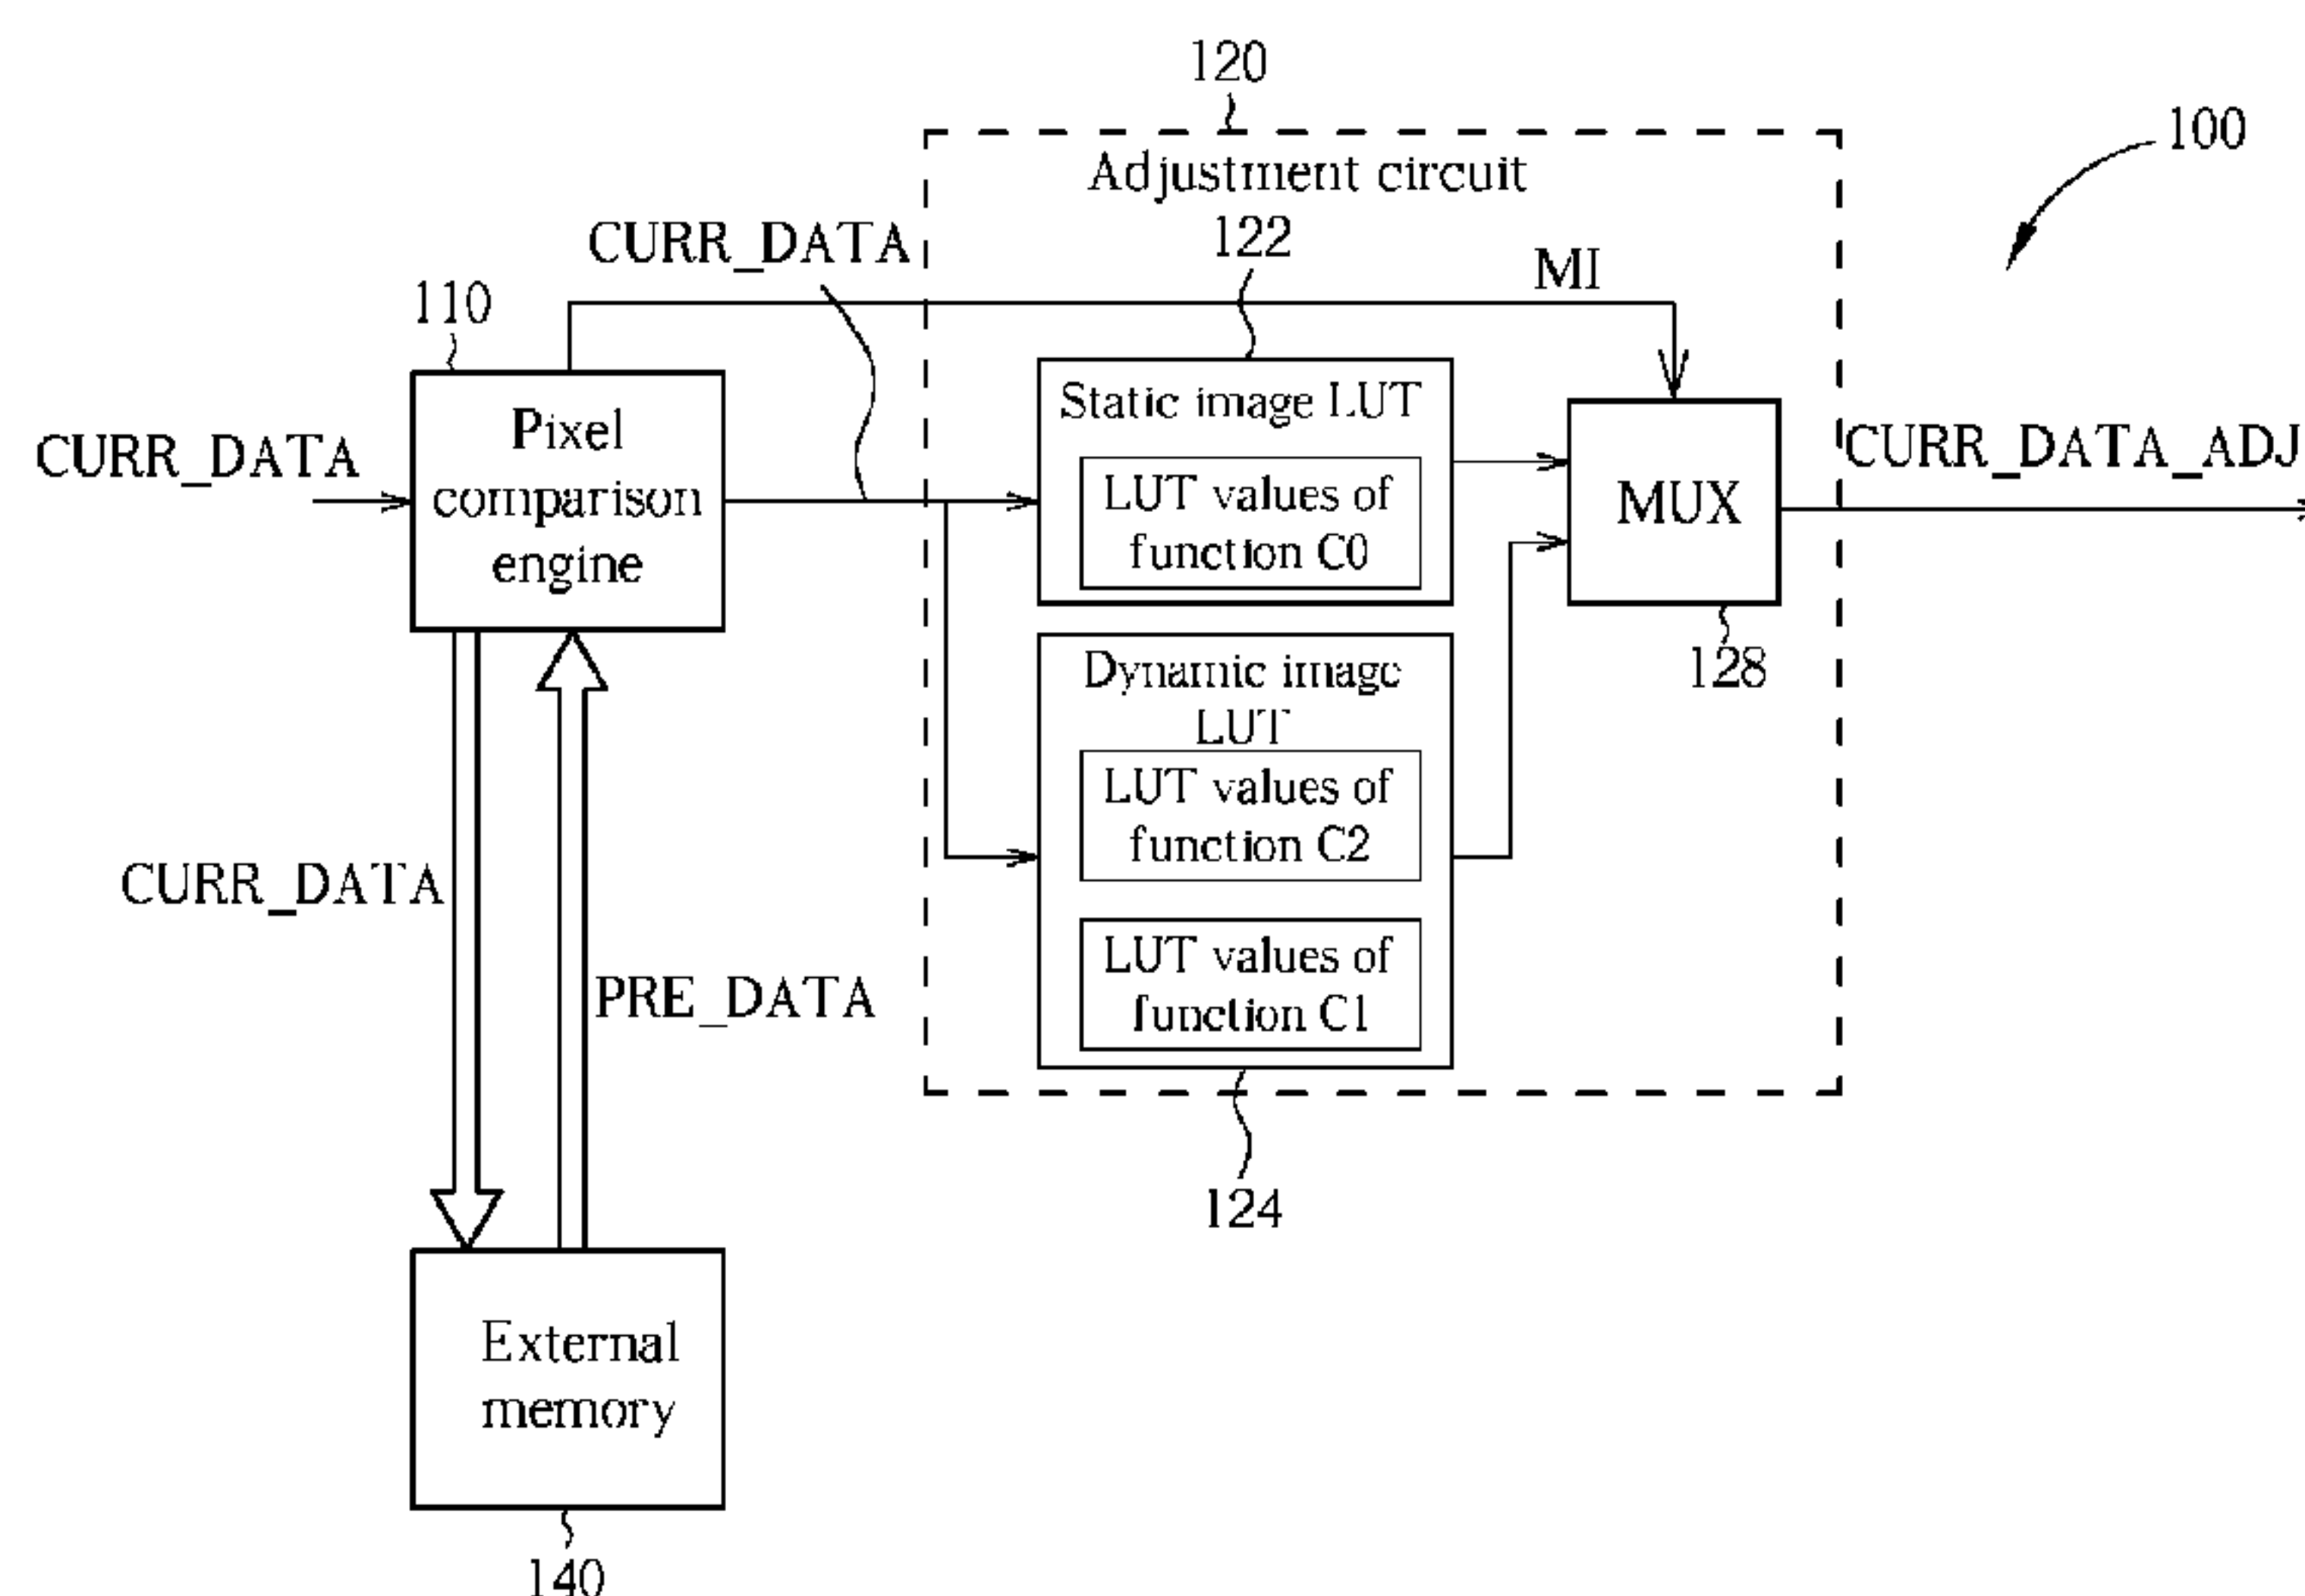 120
100
Adjustment circuit
CURR_DATA
122
MI
110
Pixel
comparison
engine
CURR_DATA
Static image LUT
LUT values of
function C0
MUX
CURR_DATA_ADJ
128
Dynamic image
LUT
LUT values of
function C2
CURR_DATA
LUT values of
function C1
PRE_DATA
124
External
memory
140